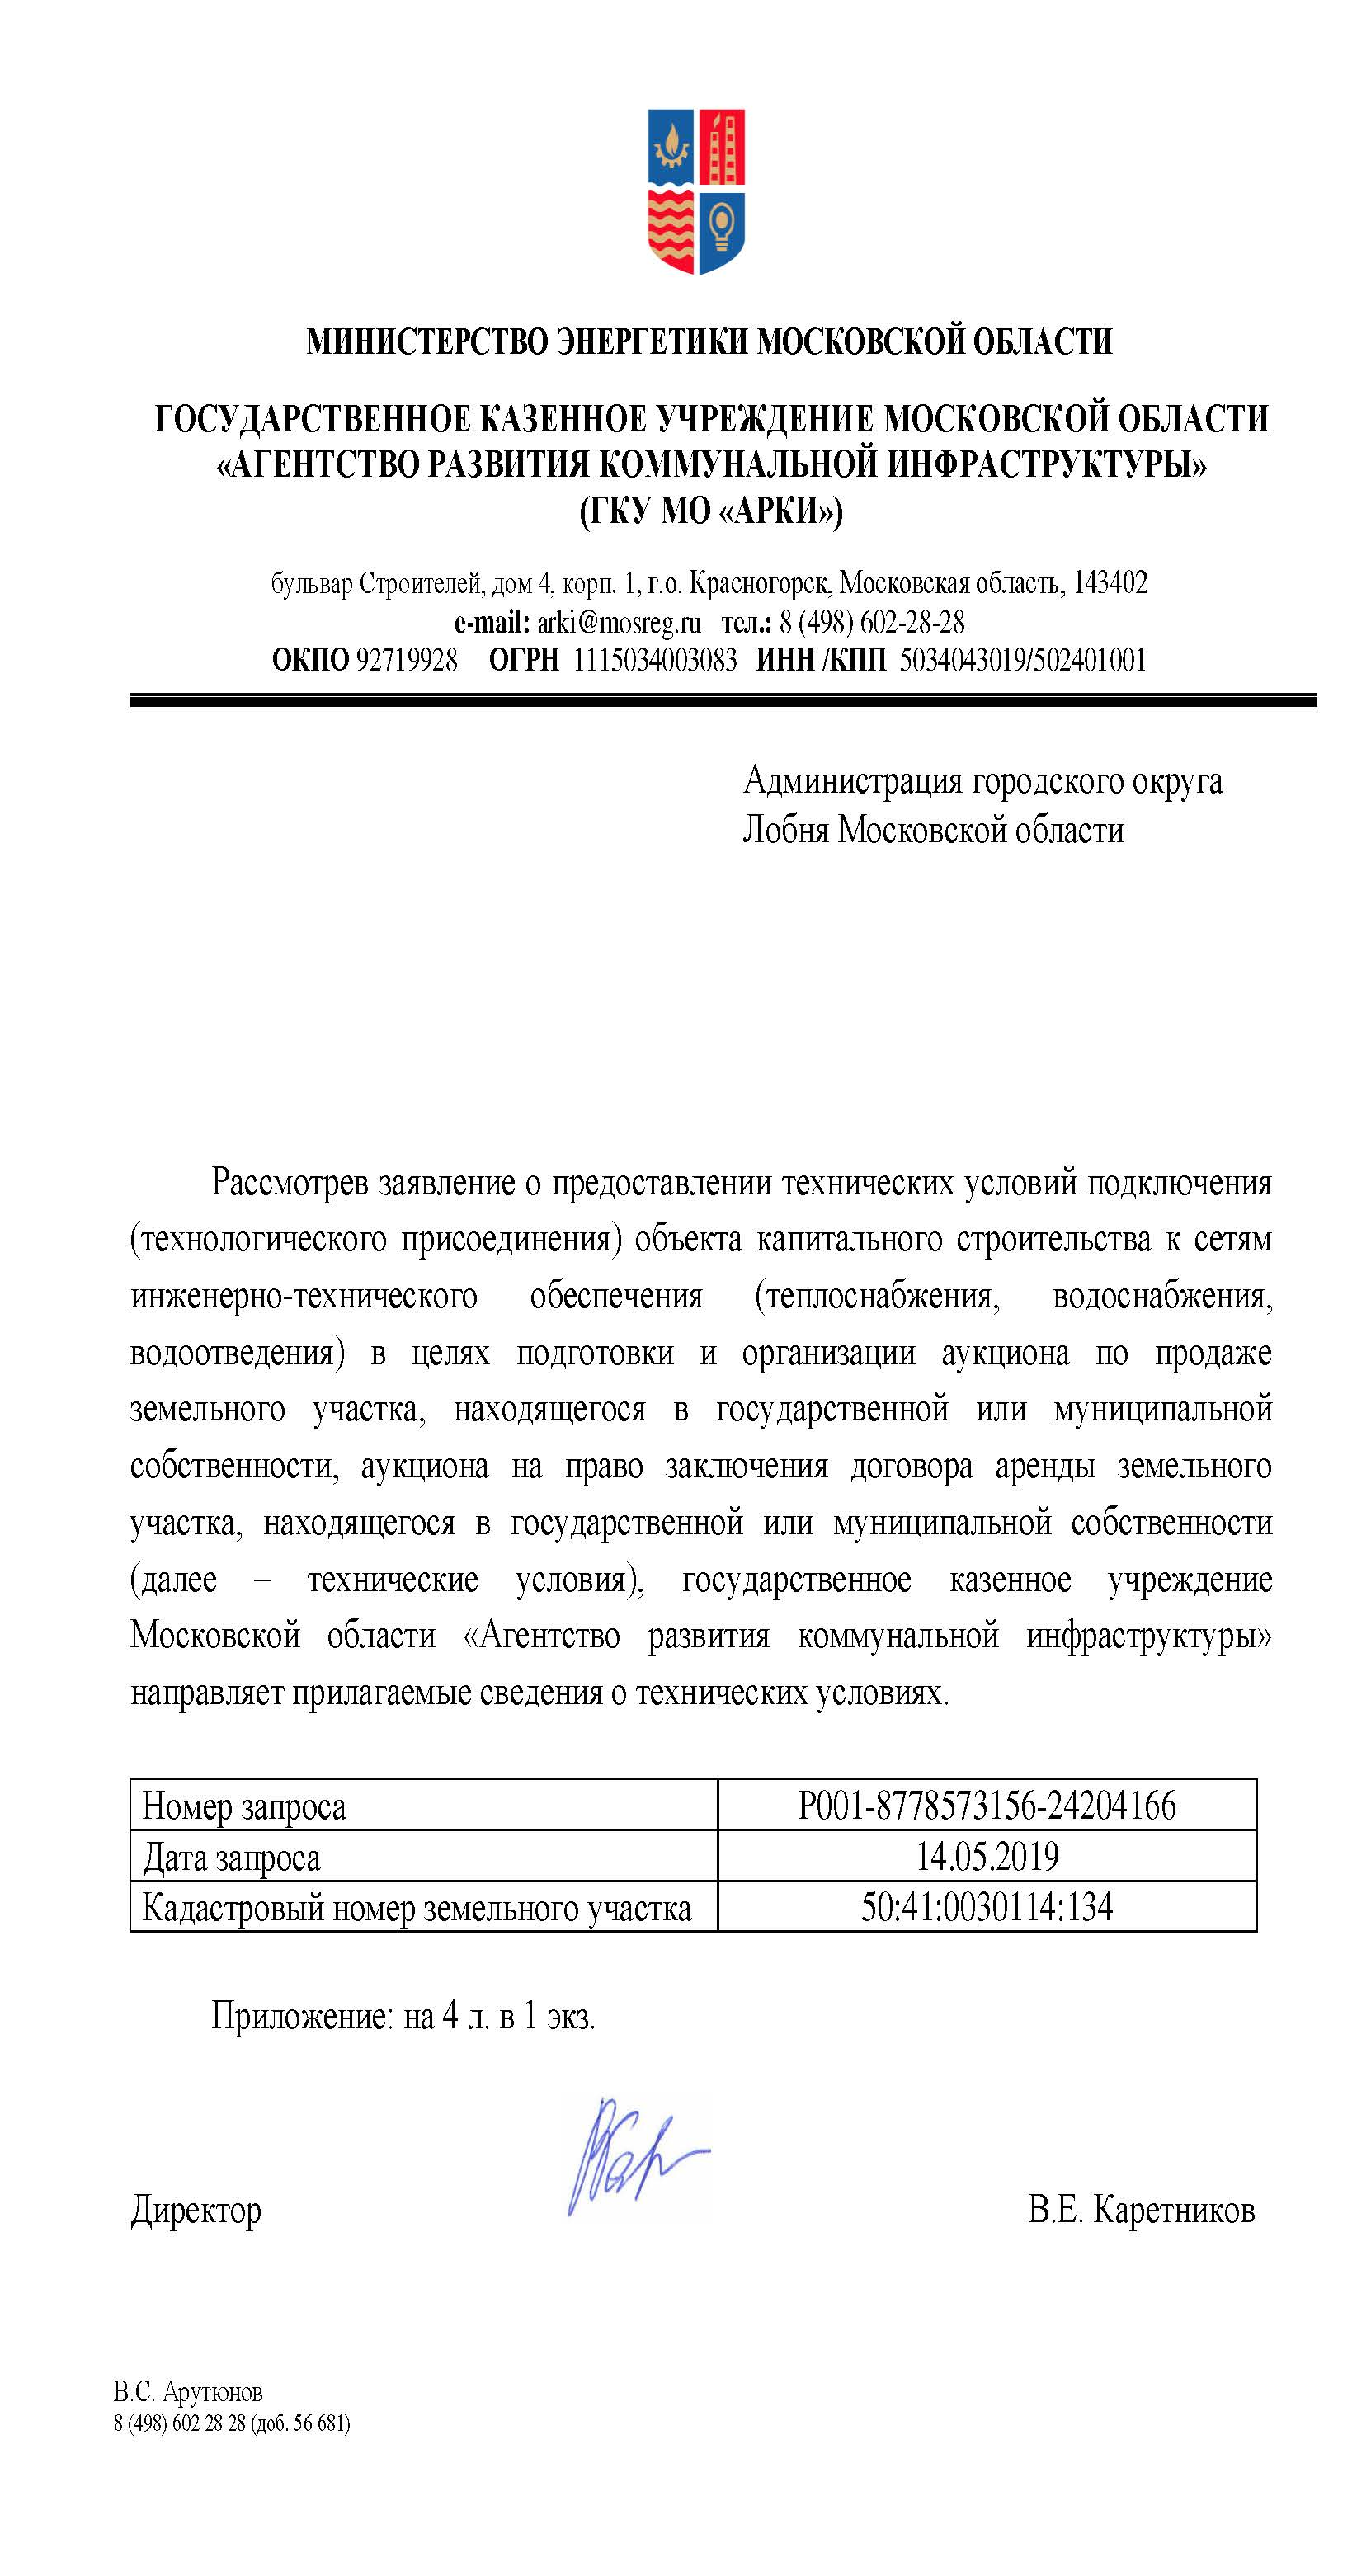 МИНИСТЕРСТВО ЭНЕРГЕТИКИ МОСКОВСКОЙ ОБЛАСТИ
ГОСУДАРСТВЕННОЕ КАЗЕННОЕ УЧРЕЖДЕНИЕ МОСКОВСКОЙ ОБЛАСТИ
«АГЕНТСТВО РАЗВИТИЯ КОММУНАЛЬНОЙ ИНФРАСТРУКТУРЫ»
(ГКУ МО «АРКИ»)
бульвар Строителей, дом 4, корп. 1, г.о. Красногорск, Московская область, 143402
e-mail: arki@mosreg.ru тел.: 8 (498) 602-28-28
ОКПО 92719928 ОГРН 1115034003083 ИНН /КПП 5034043019/502401001
Администрация городского округа
Лобня Московской области
Рассмотрев заявление о предоставлении технических условий подключения
(технологического присоединения) объекта капитального строительства к сетям
инженерно-технического обеспечения (теплоснабжения, водоснабжения,
водоотведения) в целях подготовки и организации аукциона по продаже
земельного участка, находящегося в государственной или муниципальной
собственности, аукциона на право заключения договора аренды земельного
участка, находящегося в государственной или муниципальной собственности
(далее – технические условия), государственное казенное учреждение
Московской области «Агентство развития коммунальной инфраструктуры»
направляет прилагаемые сведения о технических условиях.
Номер запроса P001-8778573156-24204166
Дата запроса 14.05.2019
Кадастровый номер земельного участка 50:41:0030114:134
Приложение: на 4 л. в 1 экз.
Директор В.Е. Каретников
В.С. Арутюнов
8 (498) 602 28 28 (доб. 56 681)